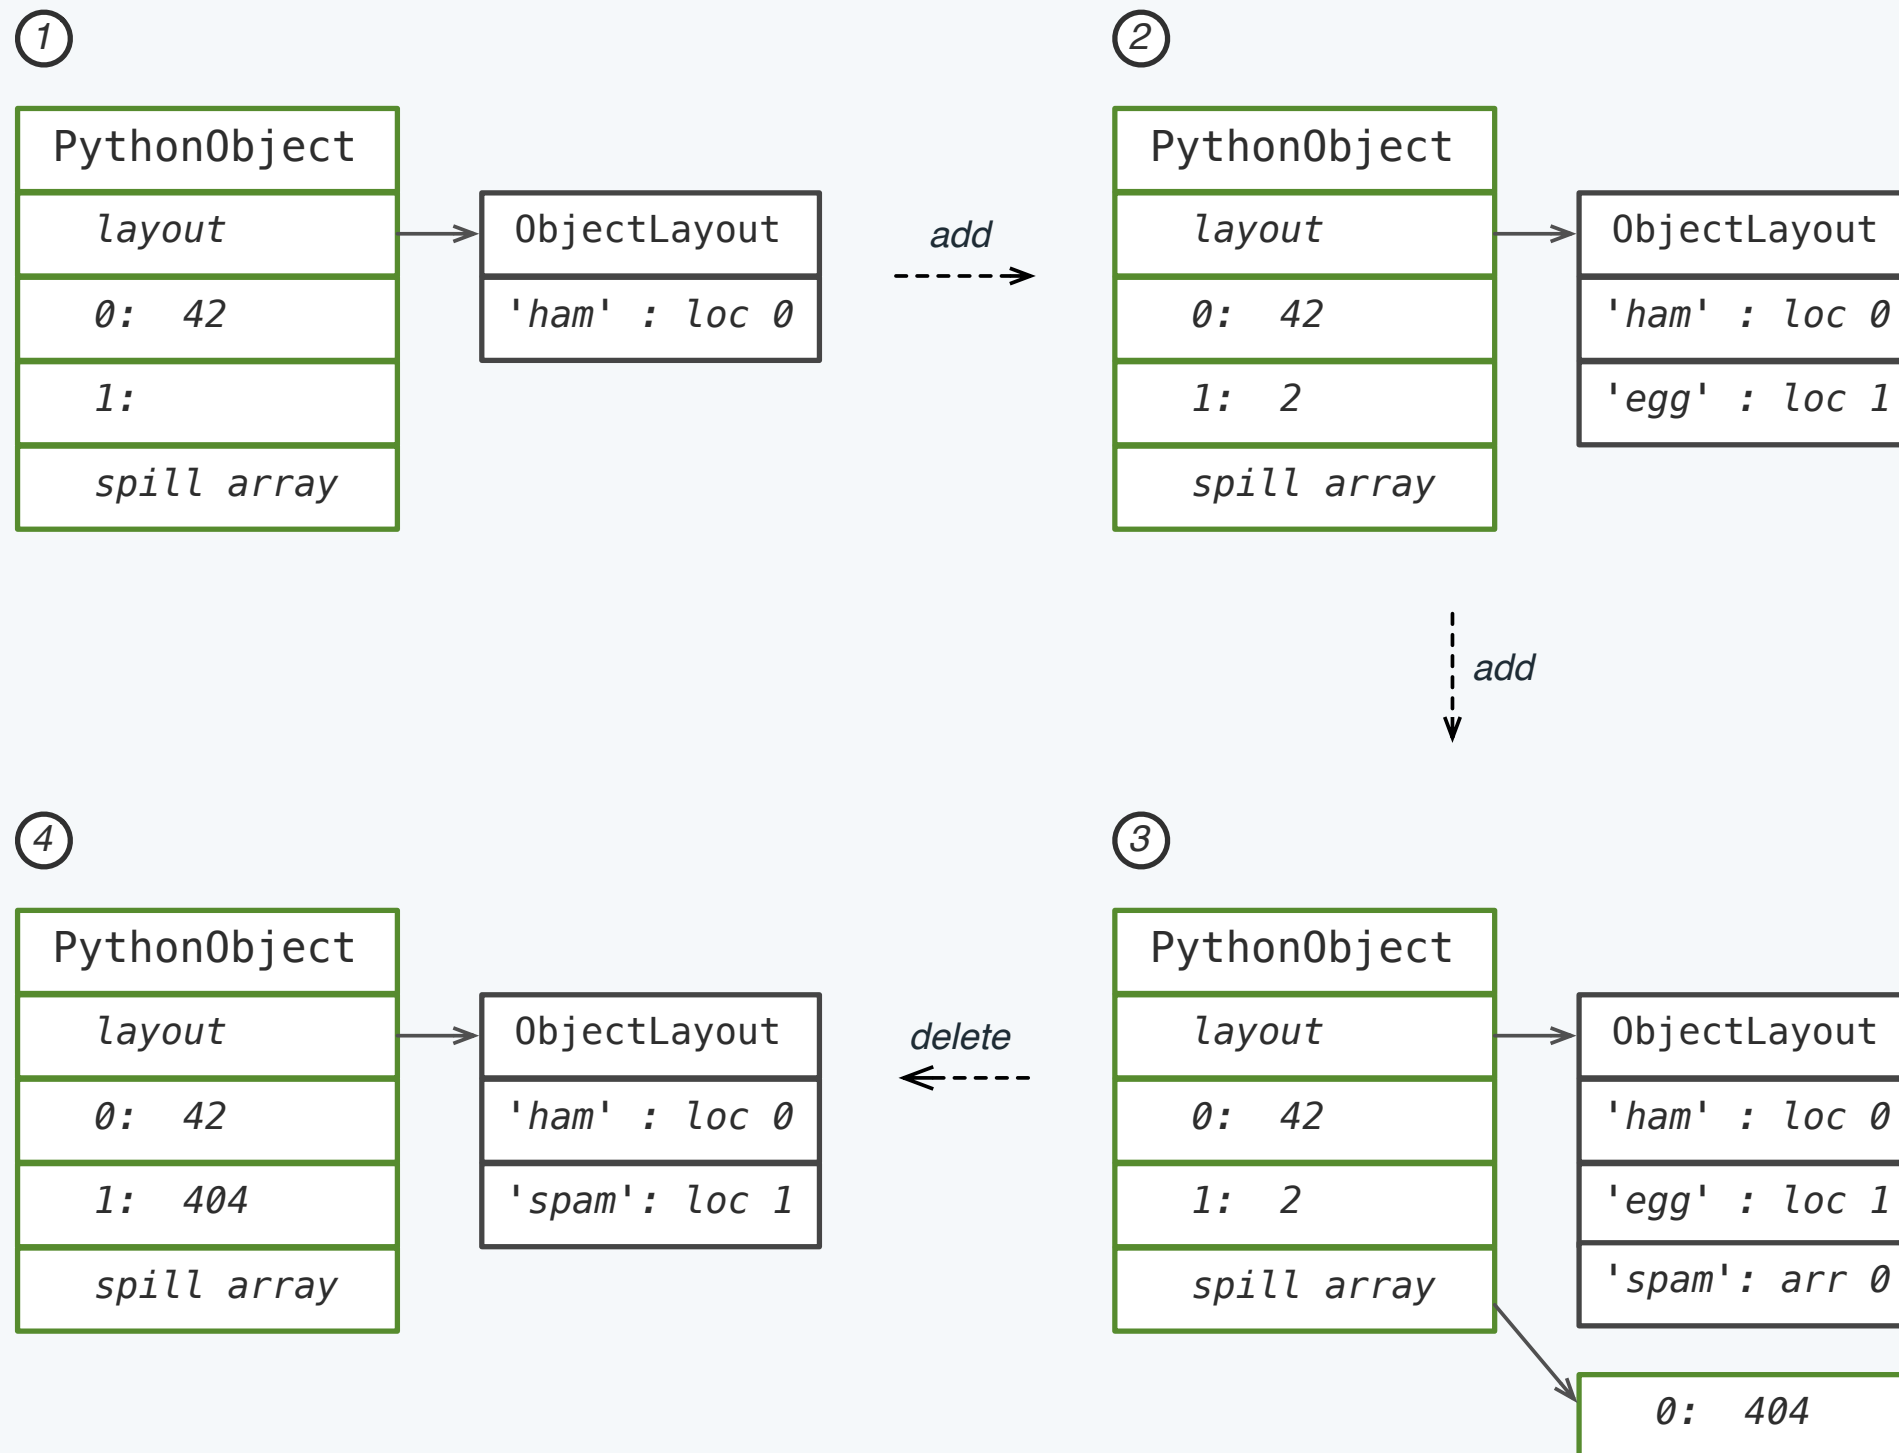 1
PythonObject
layout
0: 42
1:
spill array
ObjectLayout
'ham' : loc 0
add
2
PythonObject
layout
0: 42
1: 2
spill array
ObjectLayout
'ham' : loc 0
'egg' : loc 1
add
4
PythonObject
layout
0: 42
1: 404
spill array
ObjectLayout
'ham' : loc 0
'spam': loc 1
delete
3
PythonObject
layout
0: 42
1: 2
spill array
ObjectLayout
'ham' : loc 0
'egg' : loc 1
'spam': arr 0
0: 404